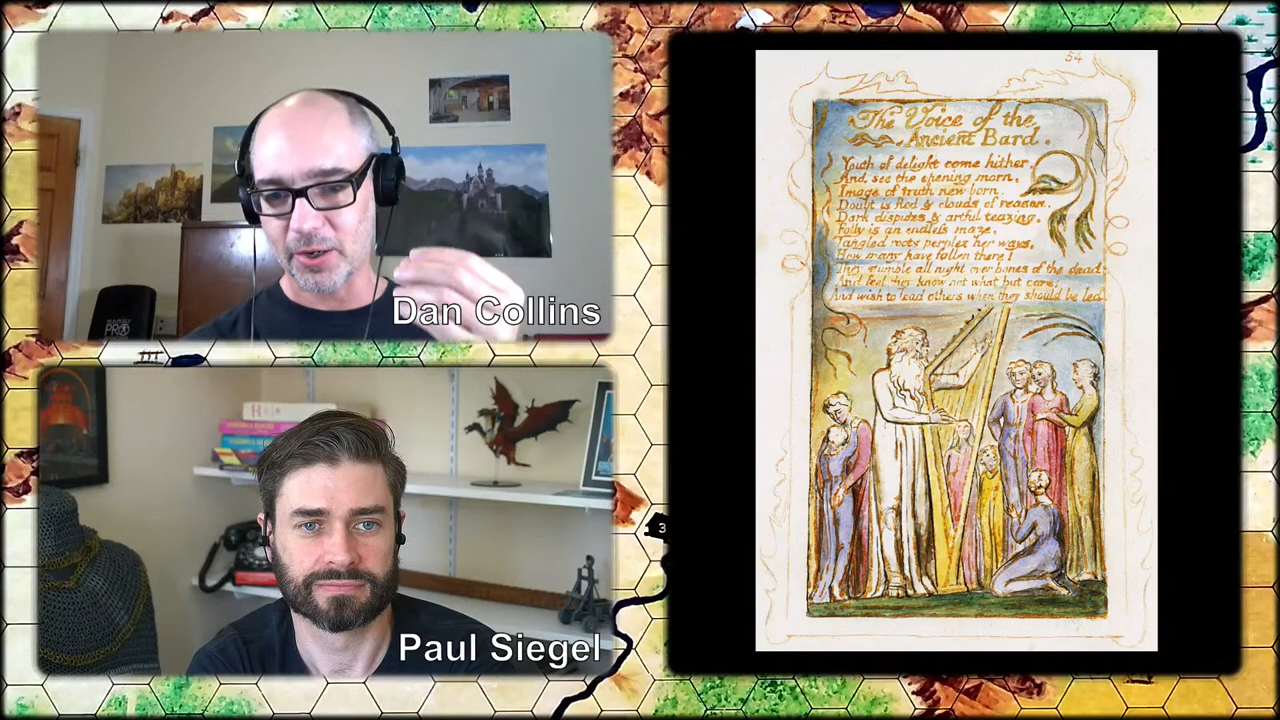 Dan Collins
PRO
Paul Siegel
3
54
The Voice of the
Ancient Bard.
Youth of delight come hither,
And see the opening morn,
Image of truth new born.
Doubt is fled & clouds of reason.
Dark disputes & artful teazing.
Folly is an endless maze,
Tangled roots perplex her ways,
How many have fallen there!
They stumble all night over bones of the dead;
And feel they know not what but care;
And wish to lead others when they should be led.